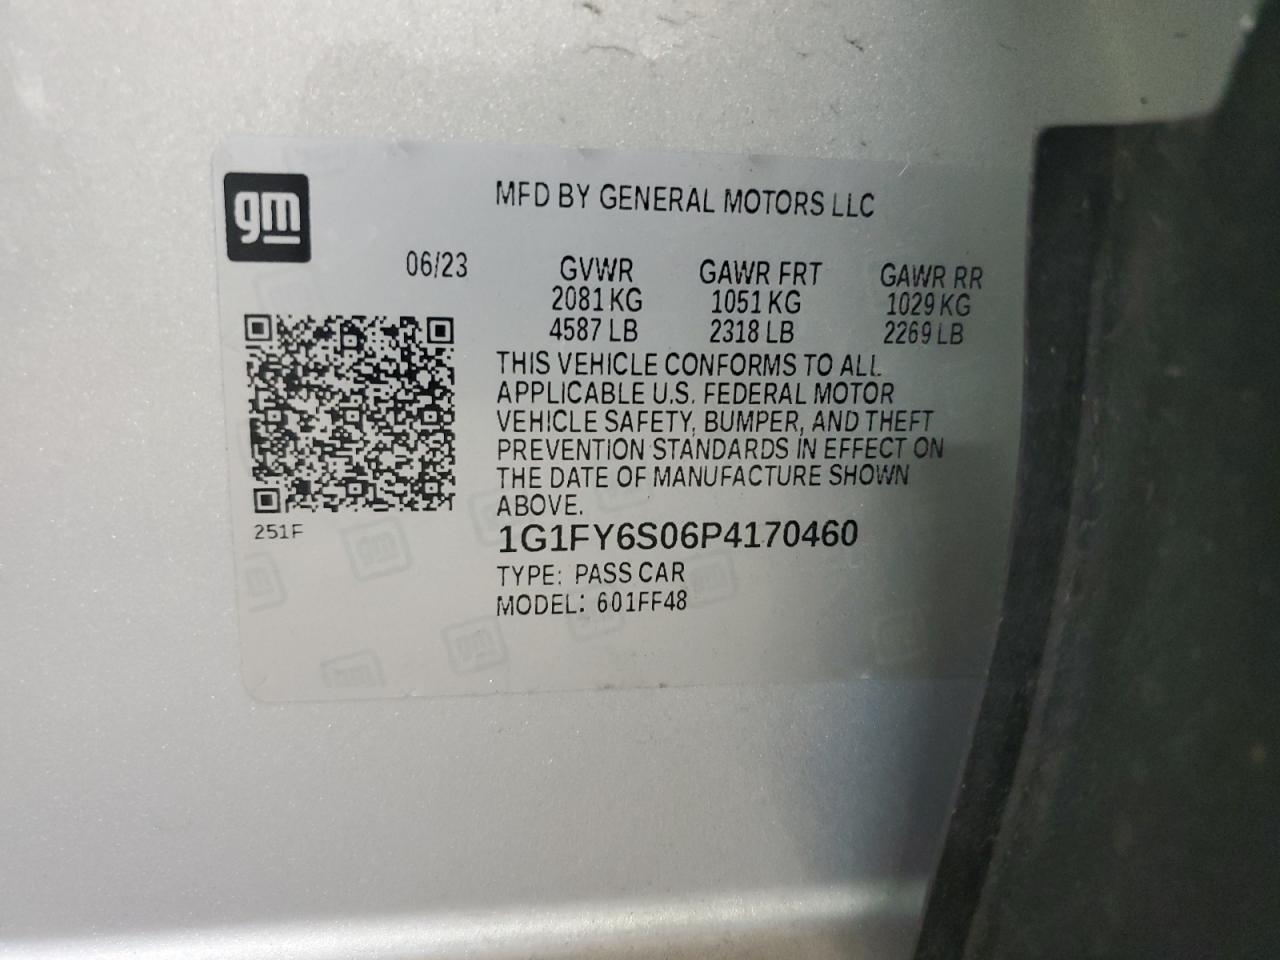 gm
MFD BY GENERAL MOTORS LLC
06/23
GVWR GAWR FRT GAWR RR
2081 KG 1051 KG 1029 KG
4587 LB 2318 LB 2269 LB
THIS VEHICLE CONFORMS TO ALL
APPLICABLE U.S. FEDERAL MOTOR
VEHICLE SAFETY, BUMPER, AND THEFT
PREVENTION STANDARDS IN EFFECT ON
THE DATE OF MANUFACTURE SHOWN
ABOVE.
251F
1G1FY6S06P4170460
TYPE: PASS CAR
MODEL: 601FF48